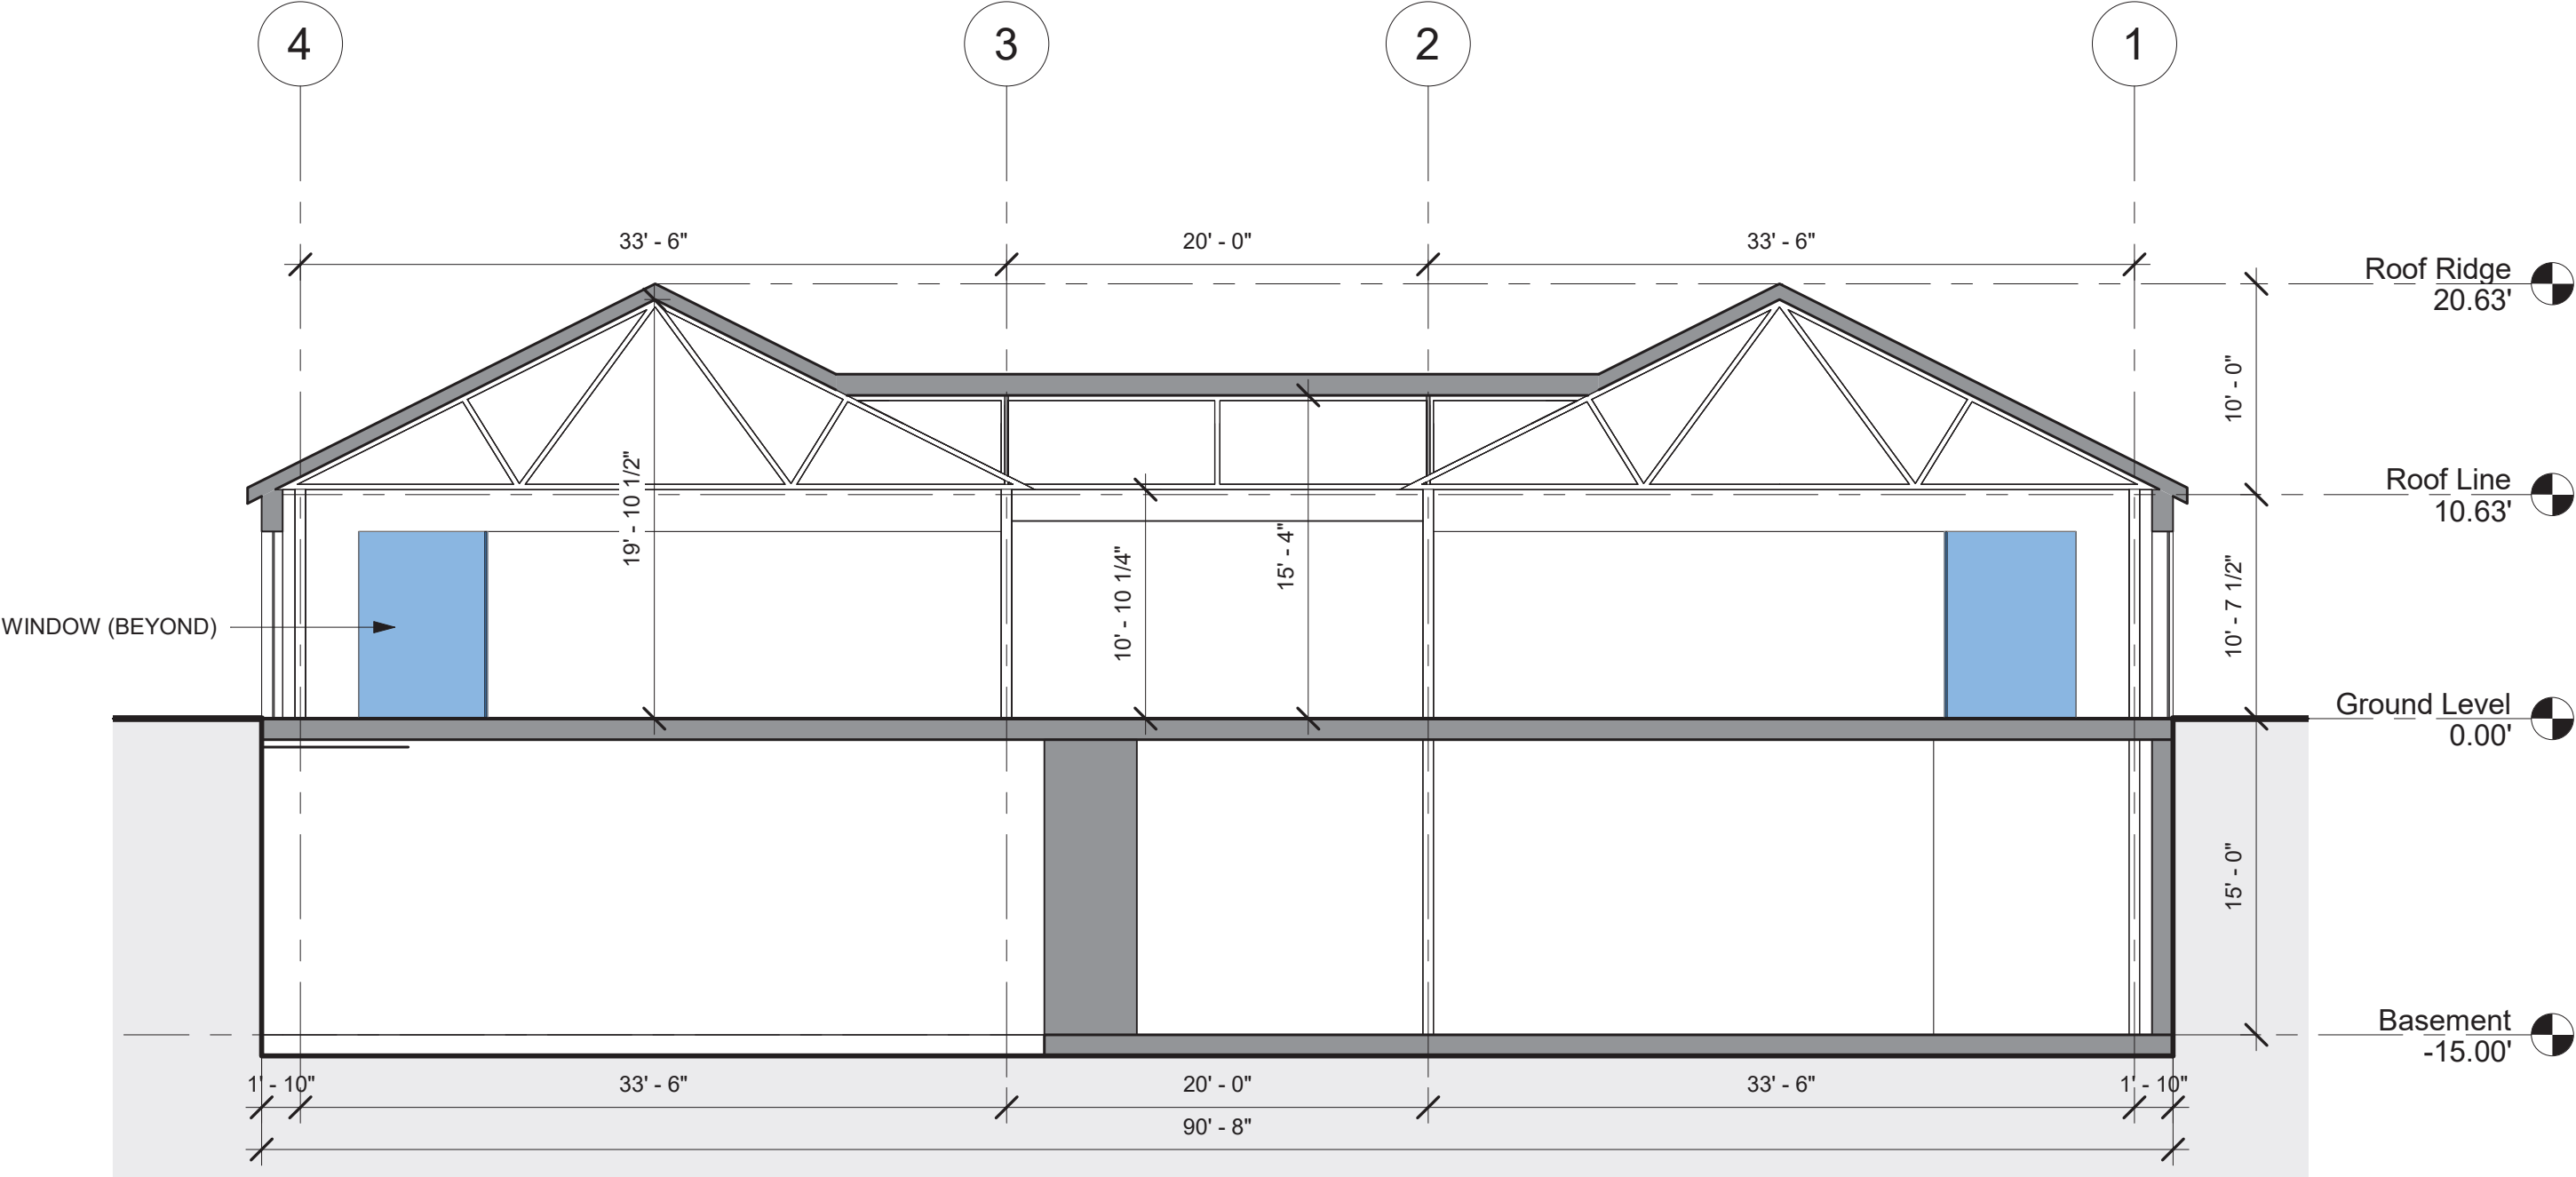 4
3
2
1
33' - 6"
20' - 0"
33' - 6"
Roof Ridge
20.63'
10' - 0"
Roof Line
10.63'
19' - 10 1/2"
10' - 10 1/4"
15' - 4"
10' - 7 1/2"
WINDOW (BEYOND)
Ground Level
0.00'
15' - 0"
Basement
-15.00'
1' - 10"
33' - 6"
20' - 0"
33' - 6"
1' - 10"
90' - 8"